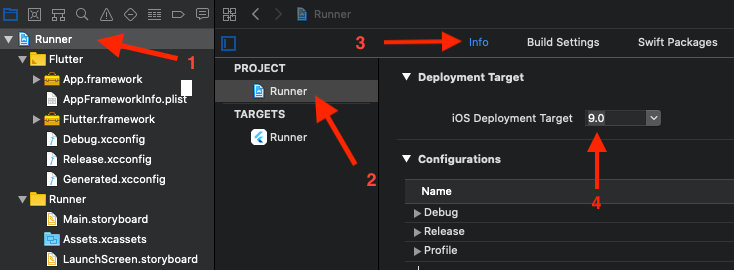 Runner
Runner
1
Flutter
App.framework
AppFrameworkInfo.plist
Flutter.framework
Debug.xcconfig
Release.xcconfig
Generated.xcconfig
Runner
Main.storyboard
Assets.xcassets
LaunchScreen.storyboard
PROJECT
Runner
TARGETS
Runner
2
3
Info
Build Settings
Swift Packages
Deployment Target
iOS Deployment Target
9.0
4
Configurations
Name
Debug
Release
Profile